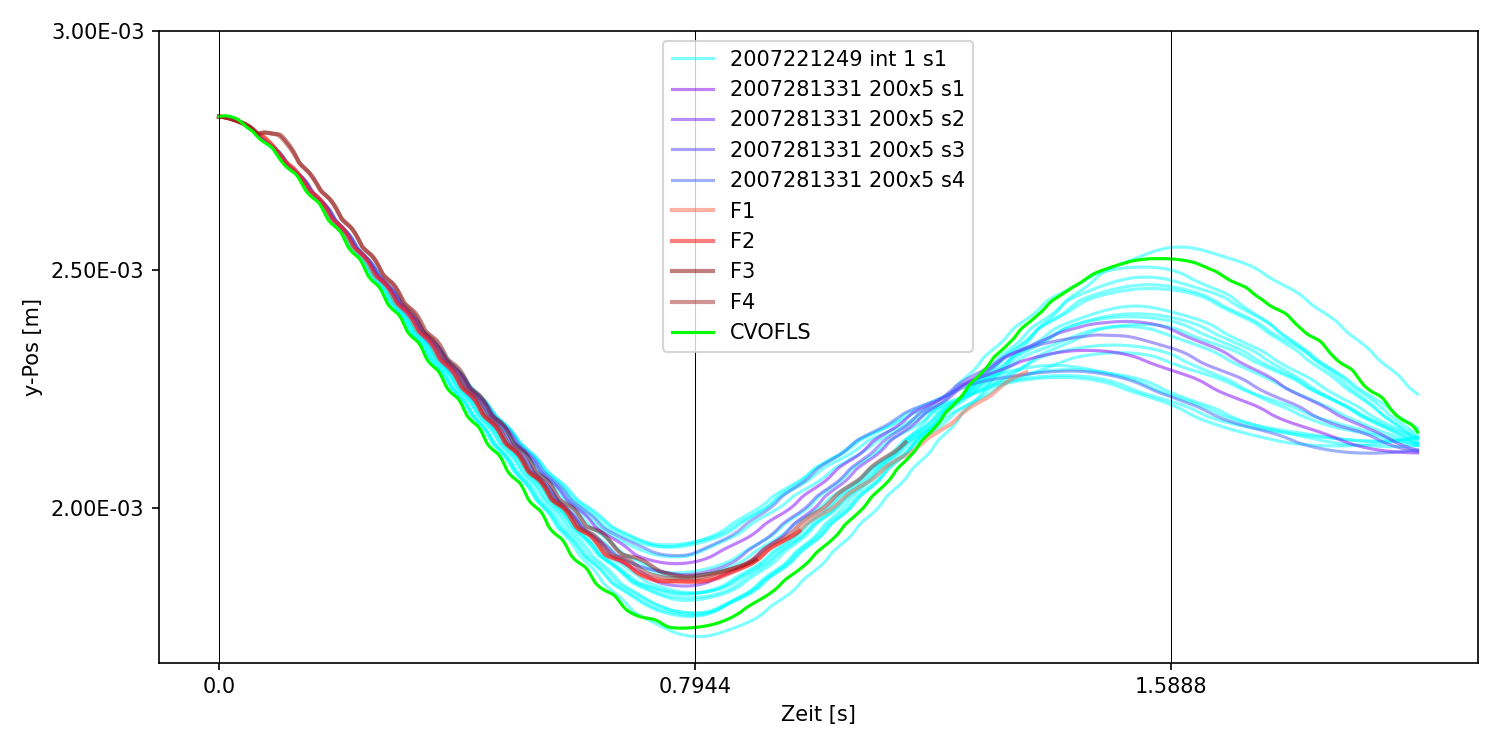 3.00E-03
2.50E-03
2.00E-03
y-Pos [m]
2007221249 int 1 s1
2007281331 200x5 s1
2007281331 200x5 s2
2007281331 200x5 s3
2007281331 200x5 s4
F1
F2
F3
F4
CVOFLS
0.0
0.7944
1.5888
Zeit [s]